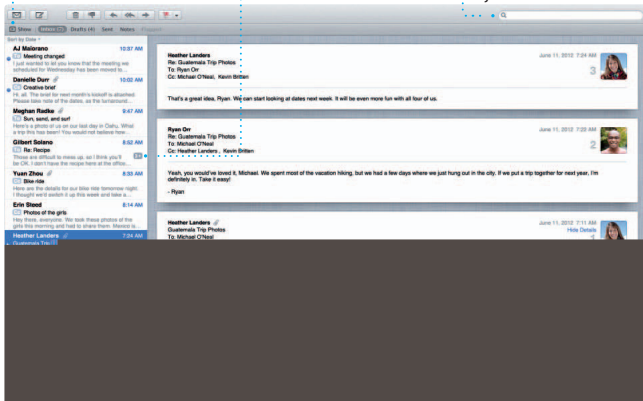 Show Inbox Drafts (4) Sent Notes Flagged
Sort by Date
AJ Maiorano 10:37 AM
Meeting changed
I just wanted to let you know that the meeting we
scheduled for Wednesday has been moved to...
Danielle Durr 10:02 AM
Creative brief
Hi, all. The brief for next month's kickoff is attached.
Please take note of the dates, as the turnaround...
Meghan Radke 9:47 AM
Sun, sand, and surf
Here's a photo of us on our last day in Oahu. What
a trip this has been! You would not believe how...
Gilbert Solano 8:52 AM
Re: Recipe
Those are difficult to mess up, so I think you'll
be OK. I don't have the recipe here at the office...
Yuan Zhou 8:33 AM
Bike ride
Here are the details for our bike ride tomorrow night.
I thought we'd switch it up this week and take a...
Erin Steed 8:14 AM
Photos of the girls
Hey there, everyone. We took these photos of the
girls this morning and had to share them. Maxine is...
Heather Landers 7:24 AM
Guatemala Trip
Heather Landers June 11, 2012 7:24 AM
Re: Guatemala Trip Photos
To: Ryan Orr 3
Cc: Michael O'Neal, Kevin Britten
That's a great idea, Ryan. We can start looking at dates next week. It will be even more fun with all four of us.
Ryan Orr June 11, 2012 7:22 AM
Re: Guatemala Trip Photos
To: Michael O'Neal 2
Cc: Heather Landers, Kevin Britten
Yeah, you would've loved it, Michael. We spent most of the vacation hiking, but we had a few days where we just hung out in the city. If we put a trip together for next year, I'm
definitely in. Take it easy!
- Ryan
Heather Landers June 11, 2012 7:11 AM
Guatemala Trip Photos Hide Details
To: Michael O'Neal 1